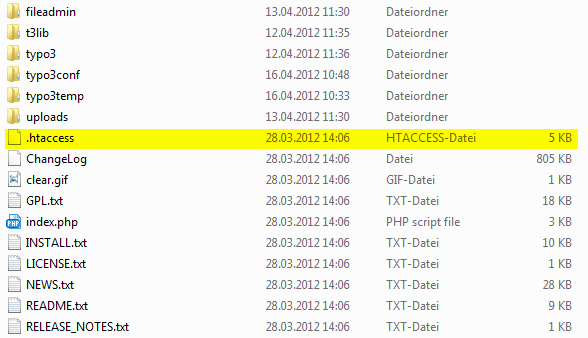 fileadmin 13.04.2012 11:30 Dateiordner
t3lib 12.04.2012 11:35 Dateiordner
typo3 12.04.2012 11:36 Dateiordner
typo3conf 16.04.2012 10:48 Dateiordner
typo3temp 16.04.2012 10:33 Dateiordner
uploads 13.04.2012 11:30 Dateiordner
.htaccess 28.03.2012 14:06 HTACCESS-Datei 5 KB
ChangeLog 28.03.2012 14:06 Datei 805 KB
clear.gif 28.03.2012 14:06 GIF-Datei 1 KB
GPL.txt 28.03.2012 14:06 TXT-Datei 18 KB
index.php 28.03.2012 14:06 PHP script file 3 KB
INSTALL.txt 28.03.2012 14:06 TXT-Datei 10 KB
LICENSE.txt 28.03.2012 14:06 TXT-Datei 1 KB
NEWS.txt 28.03.2012 14:06 TXT-Datei 28 KB
README.txt 28.03.2012 14:06 TXT-Datei 9 KB
RELEASE_NOTES.txt 28.03.2012 14:06 TXT-Datei 1 KB